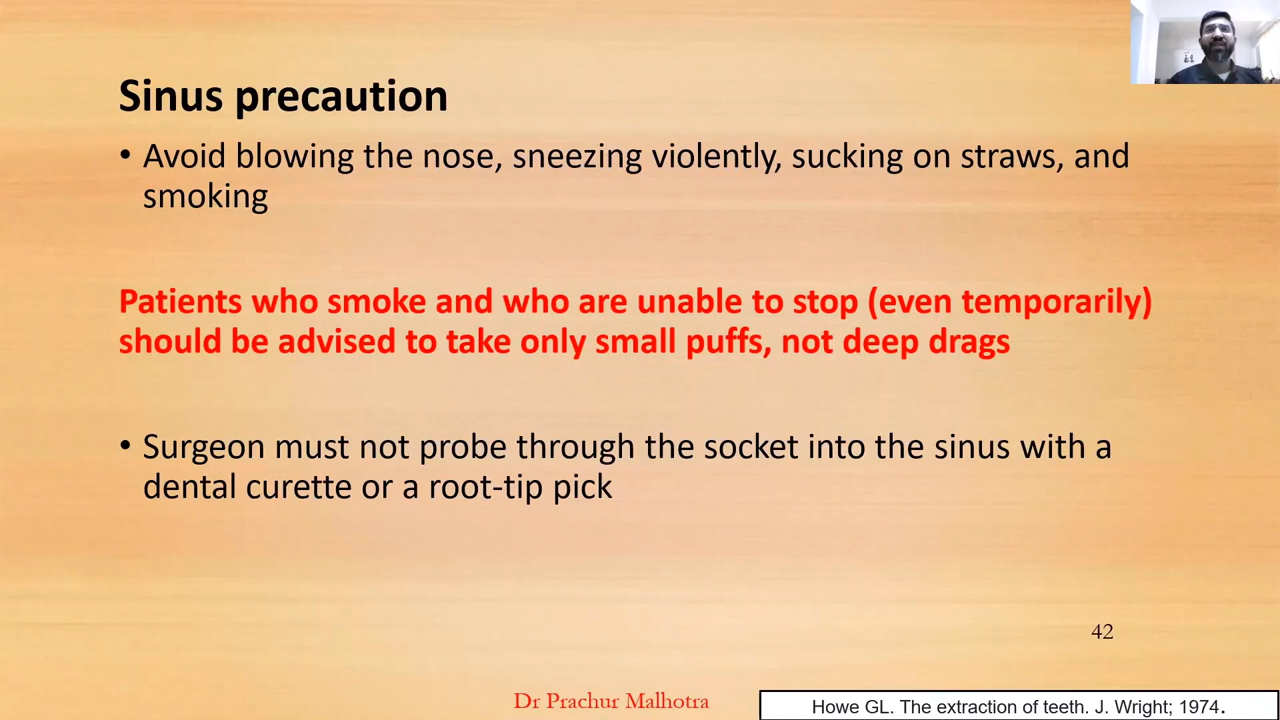 Sinus precaution
• Avoid blowing the nose, sneezing violently, sucking on straws, and
smoking
Patients who smoke and who are unable to stop (even temporarily)
should be advised to take only small puffs, not deep drags
• Surgeon must not probe through the socket into the sinus with a
dental curette or a root-tip pick
42
Dr Prachur Malhotra
Howe GL. The extraction of teeth. J. Wright; 1974.